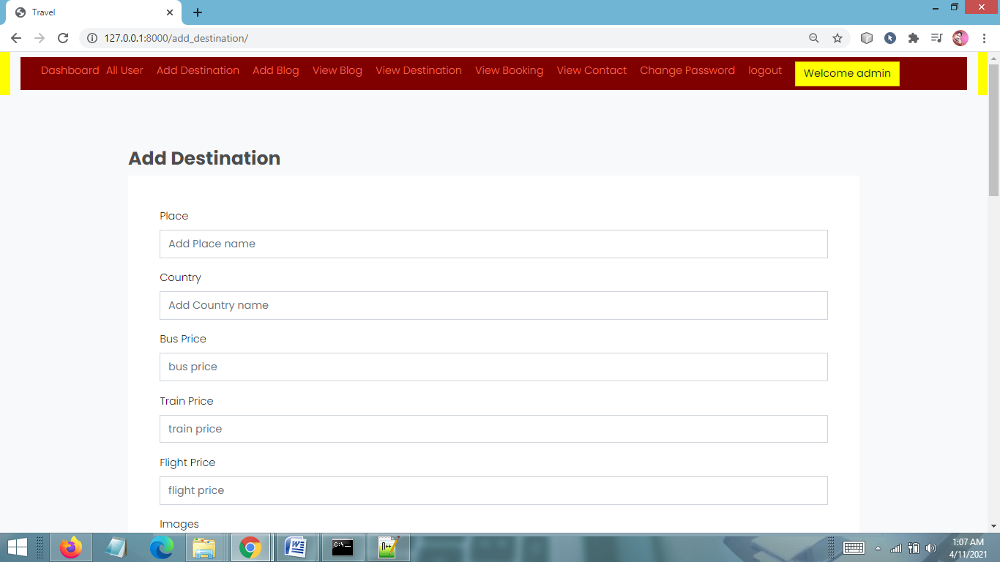 Travel
127.0.0.1:8000/add_destination/
Dashboard All User Add Destination Add Blog View Blog View Destination View Booking View Contact Change Password logout Welcome admin
Add Destination
Place
Add Place name
Country
Add Country name
Bus Price
bus price
Train Price
train price
Flight Price
flight price
Images
1:07 AM
4/11/2021